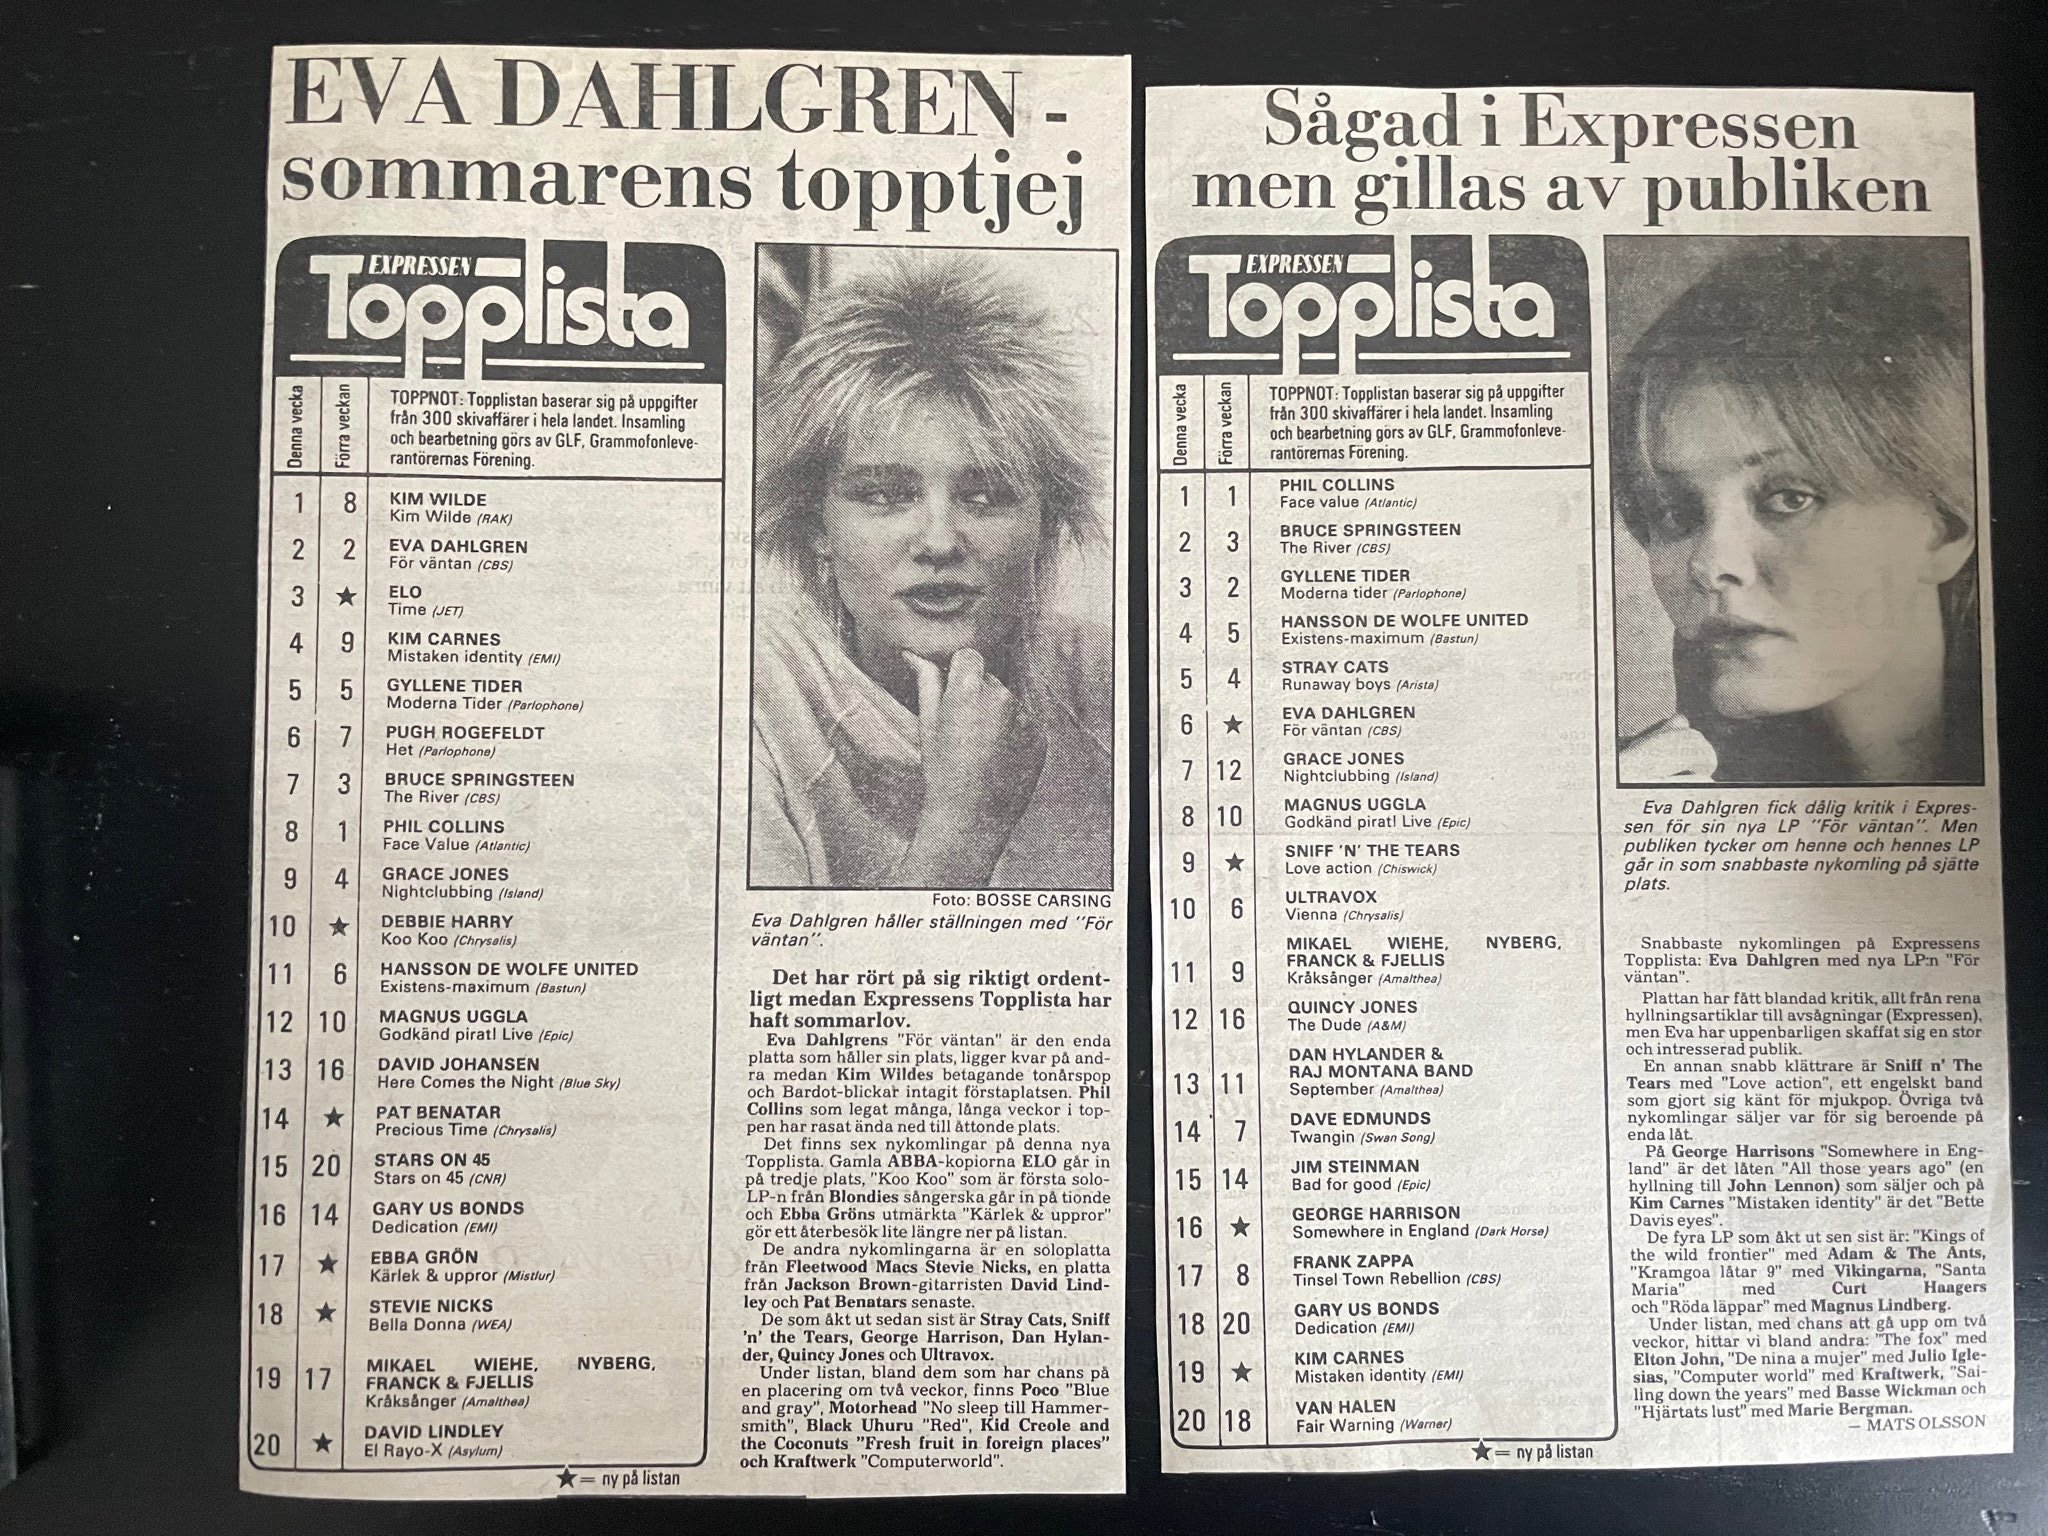 EVA DAHLGREN -
sommarens topptjej
EXPRESSEN
Topplista
Denna vecka
Förra veckan
TOPPNOT: Topplistan baserar sig på uppgifter
från 300 skivaffärer i hela landet. Insamling
och bearbetning görs av GLF, Grammofonleve-
rantörernas Förening.
1 8 KIM WILDE
Kim Wilde (RAK)
2 2 EVA DAHLGREN
För väntan (CBS)
3 ★ ELO
Time (JET)
4 9 KIM CARNES
Mistaken identity (EMI)
5 5 GYLLENE TIDER
Moderna Tider (Parlophone)
6 7 PUGH ROGEFELDT
Het (Parlophone)
7 3 BRUCE SPRINGSTEEN
The River (CBS)
8 1 PHIL COLLINS
Face Value (Atlantic)
9 4 GRACE JONES
Nightclubbing (Island)
10 ★ DEBBIE HARRY
Koo Koo (Chrysalis)
11 6 HANSSON DE WOLFE UNITED
Existens-maximum (Bastun)
12 10 MAGNUS UGGLA
Godkänd pirat! Live (Epic)
13 16 DAVID JOHANSEN
Here Comes the Night (Blue Sky)
14 ★ PAT BENATAR
Precious Time (Chrysalis)
15 20 STARS ON 45
Stars on 45 (CNR)
16 14 GARY US BONDS
Dedication (EMI)
17 ★ EBBA GRÖN
Kärlek & uppror (Mistlur)
18 ★ STEVIE NICKS
Bella Donna (WEA)
19 17 MIKAEL WIEHE, NYBERG,
FRANCK & FJELLIS
Kråksånger (Amalthea)
20 ★ DAVID LINDLEY
El Rayo-X (Asylum)
★= ny på listan
Foto: BOSSE CARSING
Eva Dahlgren håller ställningen med "För
väntan".
Det har rört på sig riktigt ordent-
ligt medan Expressens Topplista har
haft sommarlov.
Eva Dahlgrens "För väntan" är den enda
platta som håller sin plats, ligger kvar på and-
ra medan Kim Wildes betagande tonårspop
och Bardot-blickar intagit förstaplatsen. Phil
Collins som legat många, långa veckor i top-
pen har rasat ända ned till åttonde plats.
Det finns sex nykomlingar på denna nya
Topplista. Gamla ABBA-kopiorna ELO går in
på tredje plats, "Koo Koo" som är första solo-
LP-n från Blondies sångerska går in på tionde
och Ebba Gröns utmärkta "Kärlek & uppror"
gör ett återbesök lite längre ner på listan.
De andra nykomlingarna är en soloplatta
från Fleetwood Macs Stevie Nicks, en platta
från Jackson Brown-gitarristen David Lind-
ley och Pat Benatars senaste.
De som åkt ut sedan sist är Stray Cats, Sniff
'n' the Tears, George Harrison, Dan Hylan-
der, Quincy Jones och Ultravox.
Under listan, bland dem som har chans på
en placering om två veckor, finns Poco "Blue
and gray", Motorhead "No sleep till Hammer-
smith", Black Uhuru "Red", Kid Creole and
the Coconuts "Fresh fruit in foreign places"
och Kraftwerk "Computerworld".
Sågad i Expressen
men gillas av publiken
EXPRESSEN
Topplista
Denna vecka
Förra veckan
TOPPNOT: Topplistan baserar sig på uppgifter
från 300 skivaffärer i hela landet. Insamling
och bearbetning görs av GLF, Grammofonleve-
rantörernas Förening.
1 1 PHIL COLLINS
Face value (Atlantic)
2 3 BRUCE SPRINGSTEEN
The River (CBS)
3 2 GYLLENE TIDER
Moderna tider (Parlophone)
4 5 HANSSON DE WOLFE UNITED
Existens-maximum (Bastun)
5 4 STRAY CATS
Runaway boys (Arista)
6 ★ EVA DAHLGREN
För väntan (CBS)
7 12 GRACE JONES
Nightclubbing (Island)
8 10 MAGNUS UGGLA
Godkänd pirat! Live (Epic)
9 ★ SNIFF 'N' THE TEARS
Love action (Chiswick)
10 6 ULTRAVOX
Vienna (Chrysalis)
11 9 MIKAEL WIEHE, NYBERG,
FRANCK & FJELLIS
Kråksånger (Amalthea)
12 16 QUINCY JONES
The Dude (A&M)
13 11 DAN HYLANDER &
RAJ MONTANA BAND
September (Amalthea)
14 7 DAVE EDMUNDS
Twangin (Swan Song)
15 14 JIM STEINMAN
Bad for good (Epic)
16 ★ GEORGE HARRISON
Somewhere in England (Dark Horse)
17 8 FRANK ZAPPA
Tinsel Town Rebellion (CBS)
18 20 GARY US BONDS
Dedication (EMI)
19 ★ KIM CARNES
Mistaken identity (EMI)
20 18 VAN HALEN
Fair Warning (Warner)
★= ny på listan
Eva Dahlgren fick dålig kritik i Expres-
sen för sin nya LP "För väntan". Men
publiken tycker om henne och hennes LP
går in som snabbaste nykomling på sjätte
plats.
Snabbaste nykomlingen på Expressens
Topplista: Eva Dahlgren med nya LP:n "För
väntan".
Plattan har fått blandad kritik, allt från rena
hyllningsartiklar till avsågningar (Expressen),
men Eva har uppenbarligen skaffat sig en stor
och intresserad publik.
En annan snabb klättrare är Sniff n' The
Tears med "Love action", ett engelskt band
som gjort sig känt för mjukpop. Övriga två
nykomlingar säljer var för sig beroende på
enda låt.
På George Harrisons "Somewhere in Eng-
land" är det låten "All those years ago" (en
hyllning till John Lennon) som säljer och på
Kim Carnes "Mistaken identity" är det "Bette
Davis eyes".
De fyra LP som åkt ut sen sist är: "Kings of
the wild frontier" med Adam & The Ants,
"Kramgoa låtar 9" med Vikingarna, "Santa
Maria" med Curt Haagers
och "Röda läppar" med Magnus Lindberg.
Under listan, med chans att gå upp om två
veckor, hittar vi bland andra: "The fox" med
Elton John, "De nina a mujer" med Julio Igle-
sias, "Computer world" med Kraftwerk, "Sai-
ling down the years" med Basse Wickman och
"Hjärtats lust" med Marie Bergman.
— MATS OLSSON